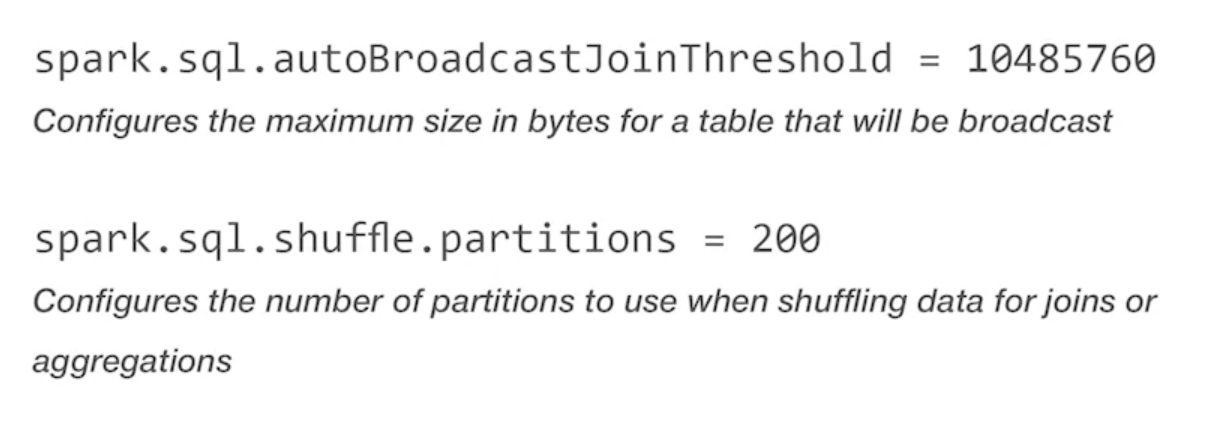 spark.sql.autoBroadcastJoinThreshold = 10485760
Configures the maximum size in bytes for a table that will be broadcast
spark.sql.shuffle.partitions = 200
Configures the number of partitions to use when shuffling data for joins or
aggregations